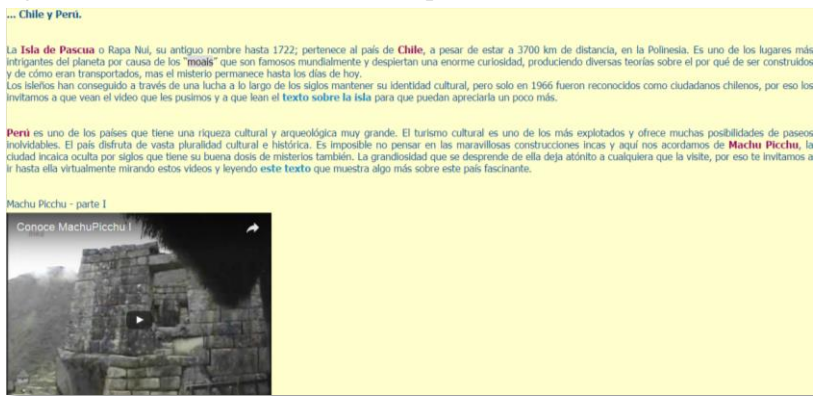 ... Chile y Perú.
La Isla de Pascua o Rapa Nui, su antiguo nombre hasta 1722; pertenece al país de Chile, a pesar de estar a 3700 km de distancia, en la Polinesia. Es uno de los lugares más
intrigantes del planeta por causa de los "moais" que son famosos mundialmente y despiertan una enorme curiosidad, produciendo diversas teorías sobre el por qué de ser construidos
y de cómo eran transportados, mas el misterio permanece hasta los días de hoy.
Los isleños han conseguido a través de una lucha a lo largo de los siglos mantener su identidad cultural, pero solo en 1966 fueron reconocidos como ciudadanos chilenos, por eso los
invitamos a que vean el video que les pusimos y a que lean el texto sobre la isla para que puedan apreciarla un poco más.
Perú es uno de los países que tiene una riqueza cultural y arqueológica muy grande. El turismo cultural es uno de los más explotados y ofrece muchas posibilidades de paseos
inolvidables. El país disfruta de vasta pluralidad cultural e histórica. Es imposible no pensar en las maravillosas construcciones incas y aquí nos acordamos de Machu Picchu, la
ciudad incaica oculta por siglos que tiene su buena dosis de misterios también. La grandiosidad que se desprende de ella deja atónito a cualquiera que la visite, por eso te invitamos a
ir hasta ella virtualmente mirando estos videos y leyendo este texto que muestra algo más sobre este país fascinante.
Machu Picchu - parte I
Conoce MachuPicchu I